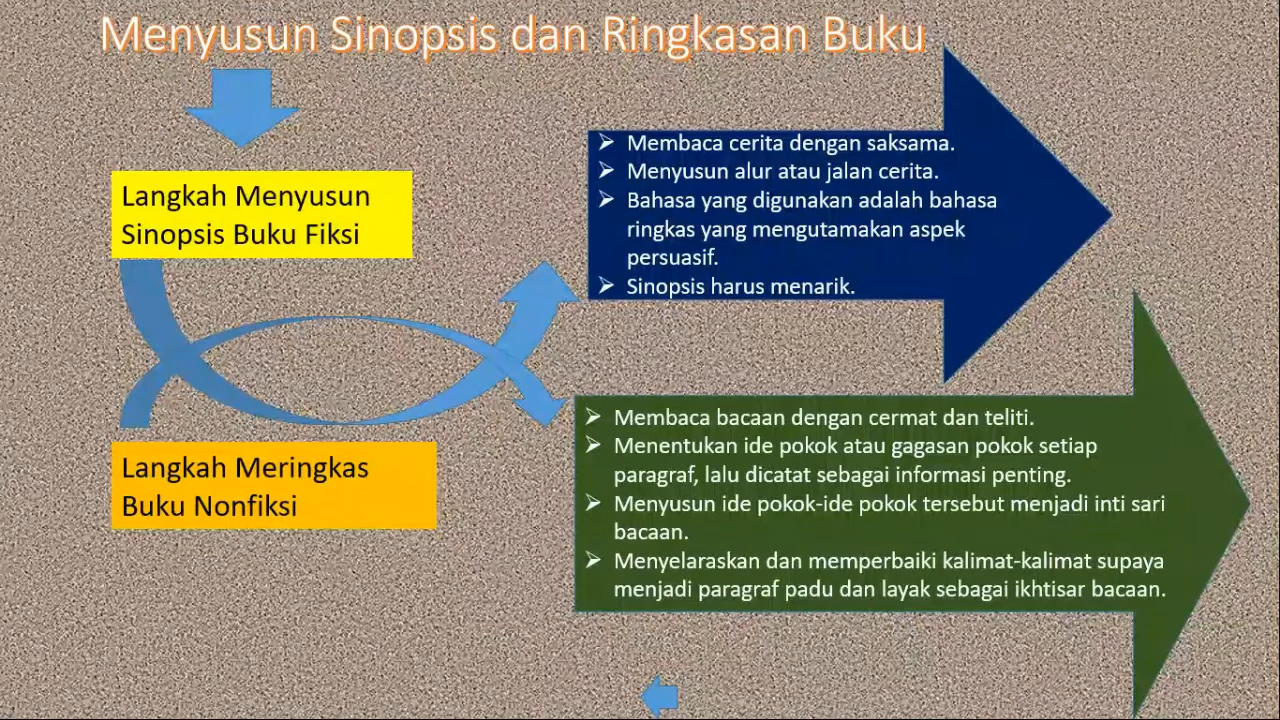 Menyusun Sinopsis dan Ringkasan Buku
Langkah Menyusun
Sinopsis Buku Fiksi
➢ Membaca cerita dengan saksama.
➢ Menyusun alur atau jalan cerita.
➢ Bahasa yang digunakan adalah bahasa
ringkas yang mengutamakan aspek
persuasif.
➢ Sinopsis harus menarik.
Langkah Meringkas
Buku Nonfiksi
➢ Membaca bacaan dengan cermat dan teliti.
➢ Menentukan ide pokok atau gagasan pokok setiap
paragraf, lalu dicatat sebagai informasi penting.
➢ Menyusun ide pokok-ide pokok tersebut menjadi inti sari
bacaan.
➢ Menyelaraskan dan memperbaiki kalimat-kalimat supaya
menjadi paragraf padu dan layak sebagai ikhtisar bacaan.